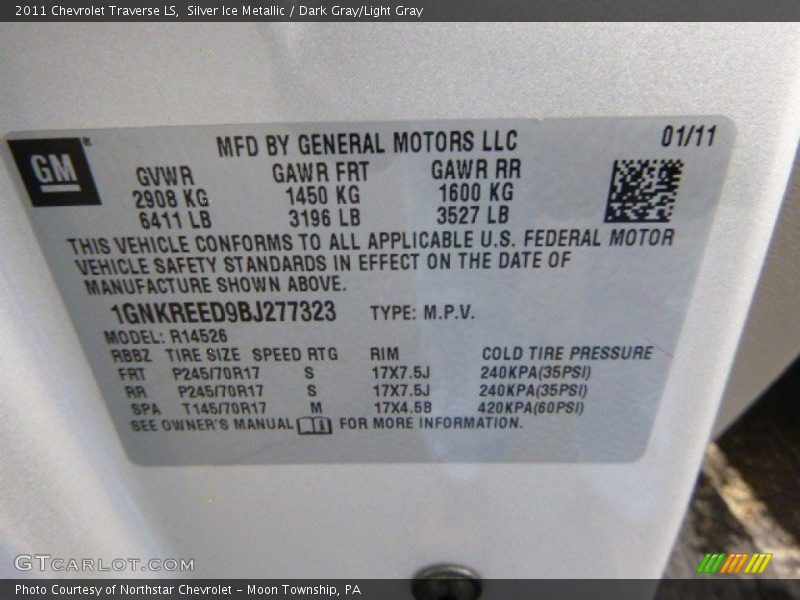 2011 Chevrolet Traverse LS, Silver Ice Metallic / Dark Gray/Light Gray
GM®
MFD BY GENERAL MOTORS LLC
01/11
GVWR GAWR FRT GAWR RR
2908 KG 1450 KG 1600 KG
6411 LB 3196 LB 3527 LB
THIS VEHICLE CONFORMS TO ALL APPLICABLE U.S. FEDERAL MOTOR
VEHICLE SAFETY STANDARDS IN EFFECT ON THE DATE OF
MANUFACTURE SHOWN ABOVE.
1GNKREED9BJ277323 TYPE: M.P.V.
MODEL: R14526
RBBZ TIRE SIZE SPEED RTG RIM COLD TIRE PRESSURE
FRT P245/70R17 S 17X7.5J 240KPA(35PSI)
RR P245/70R17 S 17X7.5J 240KPA(35PSI)
SPA T145/70R17 M 17X4.5B 420KPA(60PSI)
SEE OWNER'S MANUAL i FOR MORE INFORMATION.
GTCARLOT.COM
Photo Courtesy of Northstar Chevrolet - Moon Township, PA